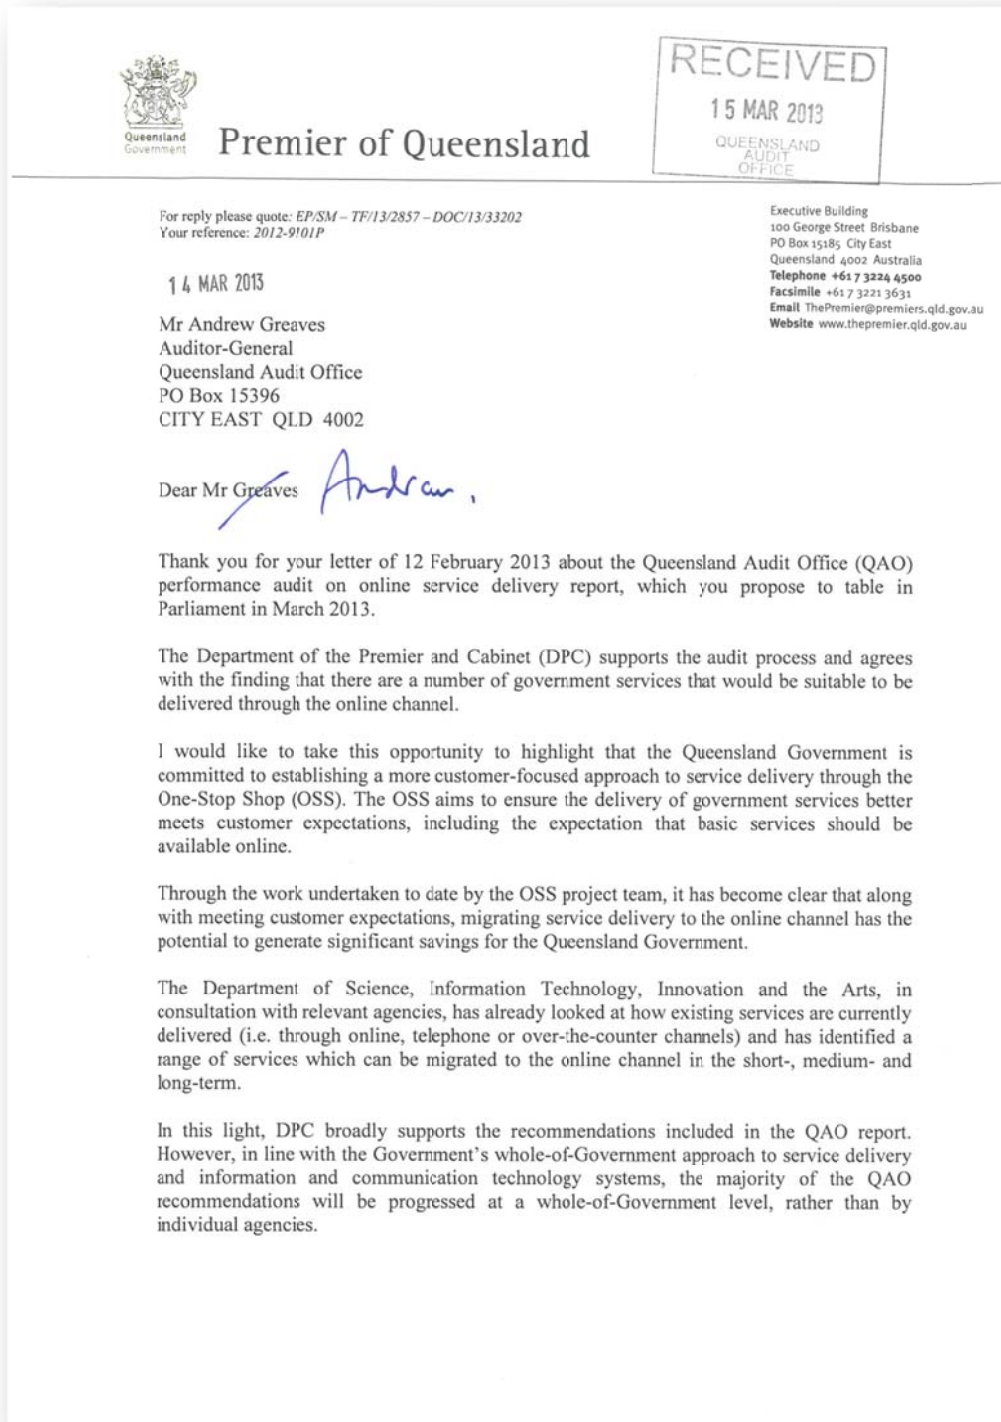 Queensland
Government
Premier of Queensland
RECEIVED
15 MAR 2013
QUEENSLAND
AUDIT
OFFICE
For reply please quote: EP/SM – TF/13/2857 – DOC/13/33202
Your reference: 2012-9101P
Executive Building
100 George Street Brisbane
PO Box 15185 City East
Queensland 4002 Australia
Telephone +61 7 3224 4500
Facsimile +61 7 3221 3631
Email ThePremier@premiers.qld.gov.au
Website www.thepremier.qld.gov.au
14 MAR 2013
Mr Andrew Greaves
Auditor-General
Queensland Audit Office
PO Box 15396
CITY EAST QLD 4002
Dear Mr Greaves Andrew,
Thank you for your letter of 12 February 2013 about the Queensland Audit Office (QAO)
performance audit on online service delivery report, which you propose to table in
Parliament in March 2013.
The Department of the Premier and Cabinet (DPC) supports the audit process and agrees
with the finding that there are a number of government services that would be suitable to be
delivered through the online channel.
I would like to take this opportunity to highlight that the Queensland Government is
committed to establishing a more customer-focused approach to service delivery through the
One-Stop Shop (OSS). The OSS aims to ensure the delivery of government services better
meets customer expectations, including the expectation that basic services should be
available online.
Through the work undertaken to date by the OSS project team, it has become clear that along
with meeting customer expectations, migrating service delivery to the online channel has the
potential to generate significant savings for the Queensland Government.
The Department of Science, Information Technology, Innovation and the Arts, in
consultation with relevant agencies, has already looked at how existing services are currently
delivered (i.e. through online, telephone or over-the-counter channels) and has identified a
range of services which can be migrated to the online channel in the short-, medium- and
long-term.
In this light, DPC broadly supports the recommendations included in the QAO report.
However, in line with the Government's whole-of-Government approach to service delivery
and information and communication technology systems, the majority of the QAO
recommendations will be progressed at a whole-of-Government level, rather than by
individual agencies.